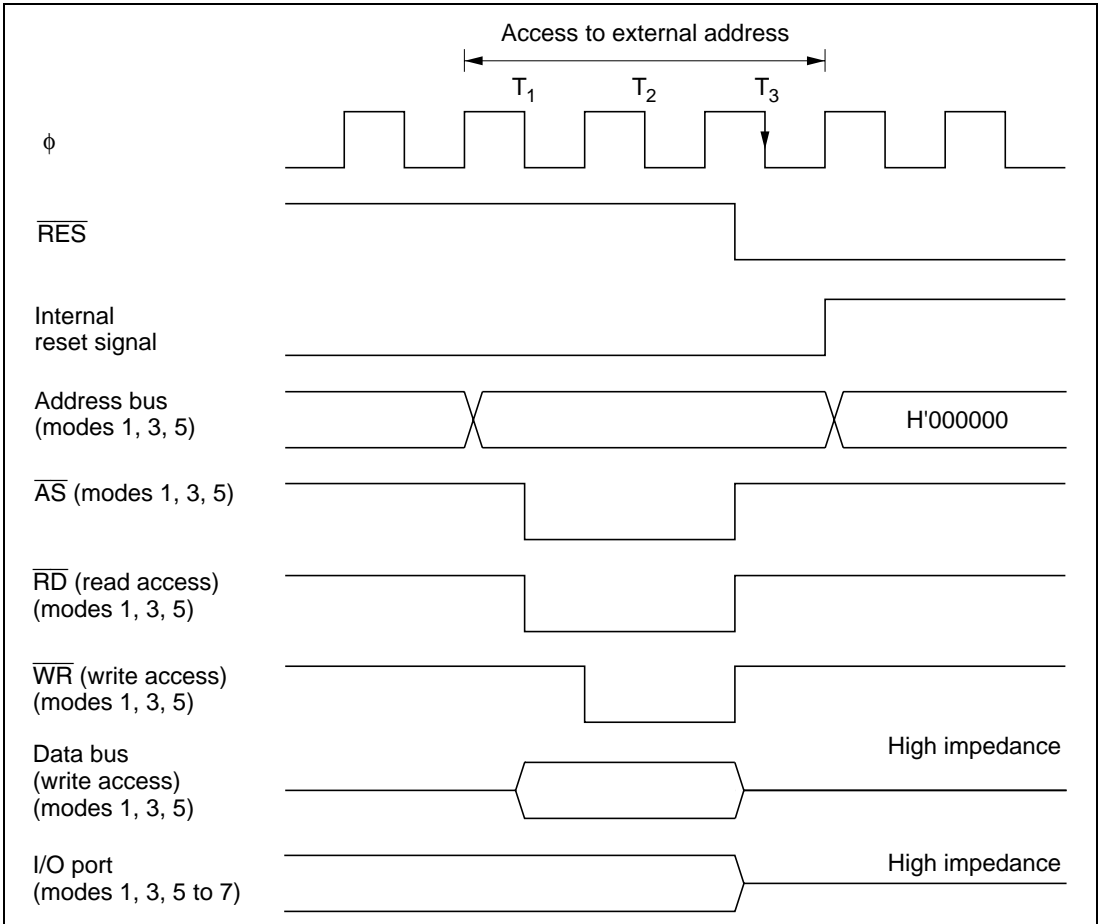 Access to external address
T1 T2 T3
φ
RES
Internal
reset signal
Address bus
(modes 1, 3, 5)
H'000000
AS (modes 1, 3, 5)
RD (read access)
(modes 1, 3, 5)
WR (write access)
(modes 1, 3, 5)
Data bus
(write access)
(modes 1, 3, 5)
High impedance
I/O port
(modes 1, 3, 5 to 7)
High impedance